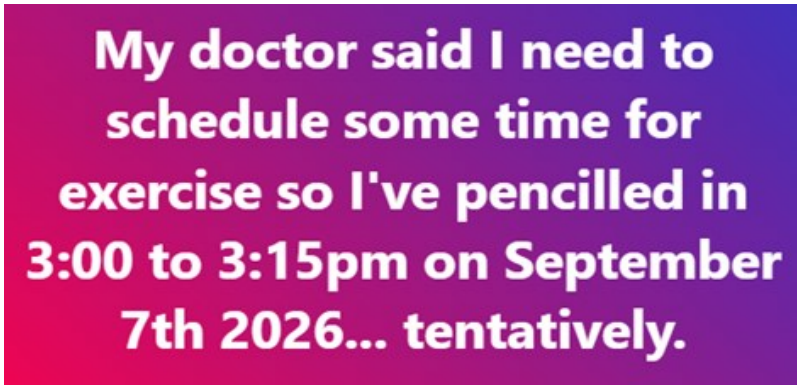 My doctor said I need to
schedule some time for
exercise so I've pencilled in
3:00 to 3:15pm on September
7th 2026... tentatively.